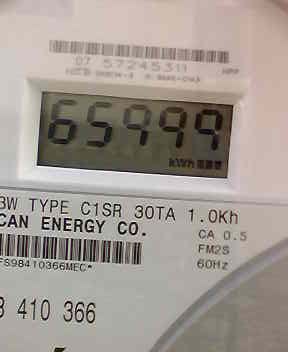 07 57245311
65999
kWh
3W TYPE C1SR 30TA 1.0Kh
CAN ENERGY CO.
CA 0.5
FM2S
FS98410366MEC*
60Hz
410 366